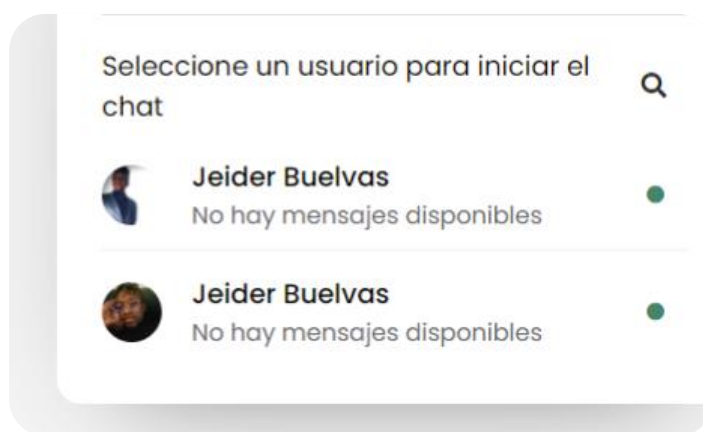 Seleccione un usuario para iniciar el
chat
Jeider Buelvas
No hay mensajes disponibles
Jeider Buelvas
No hay mensajes disponibles